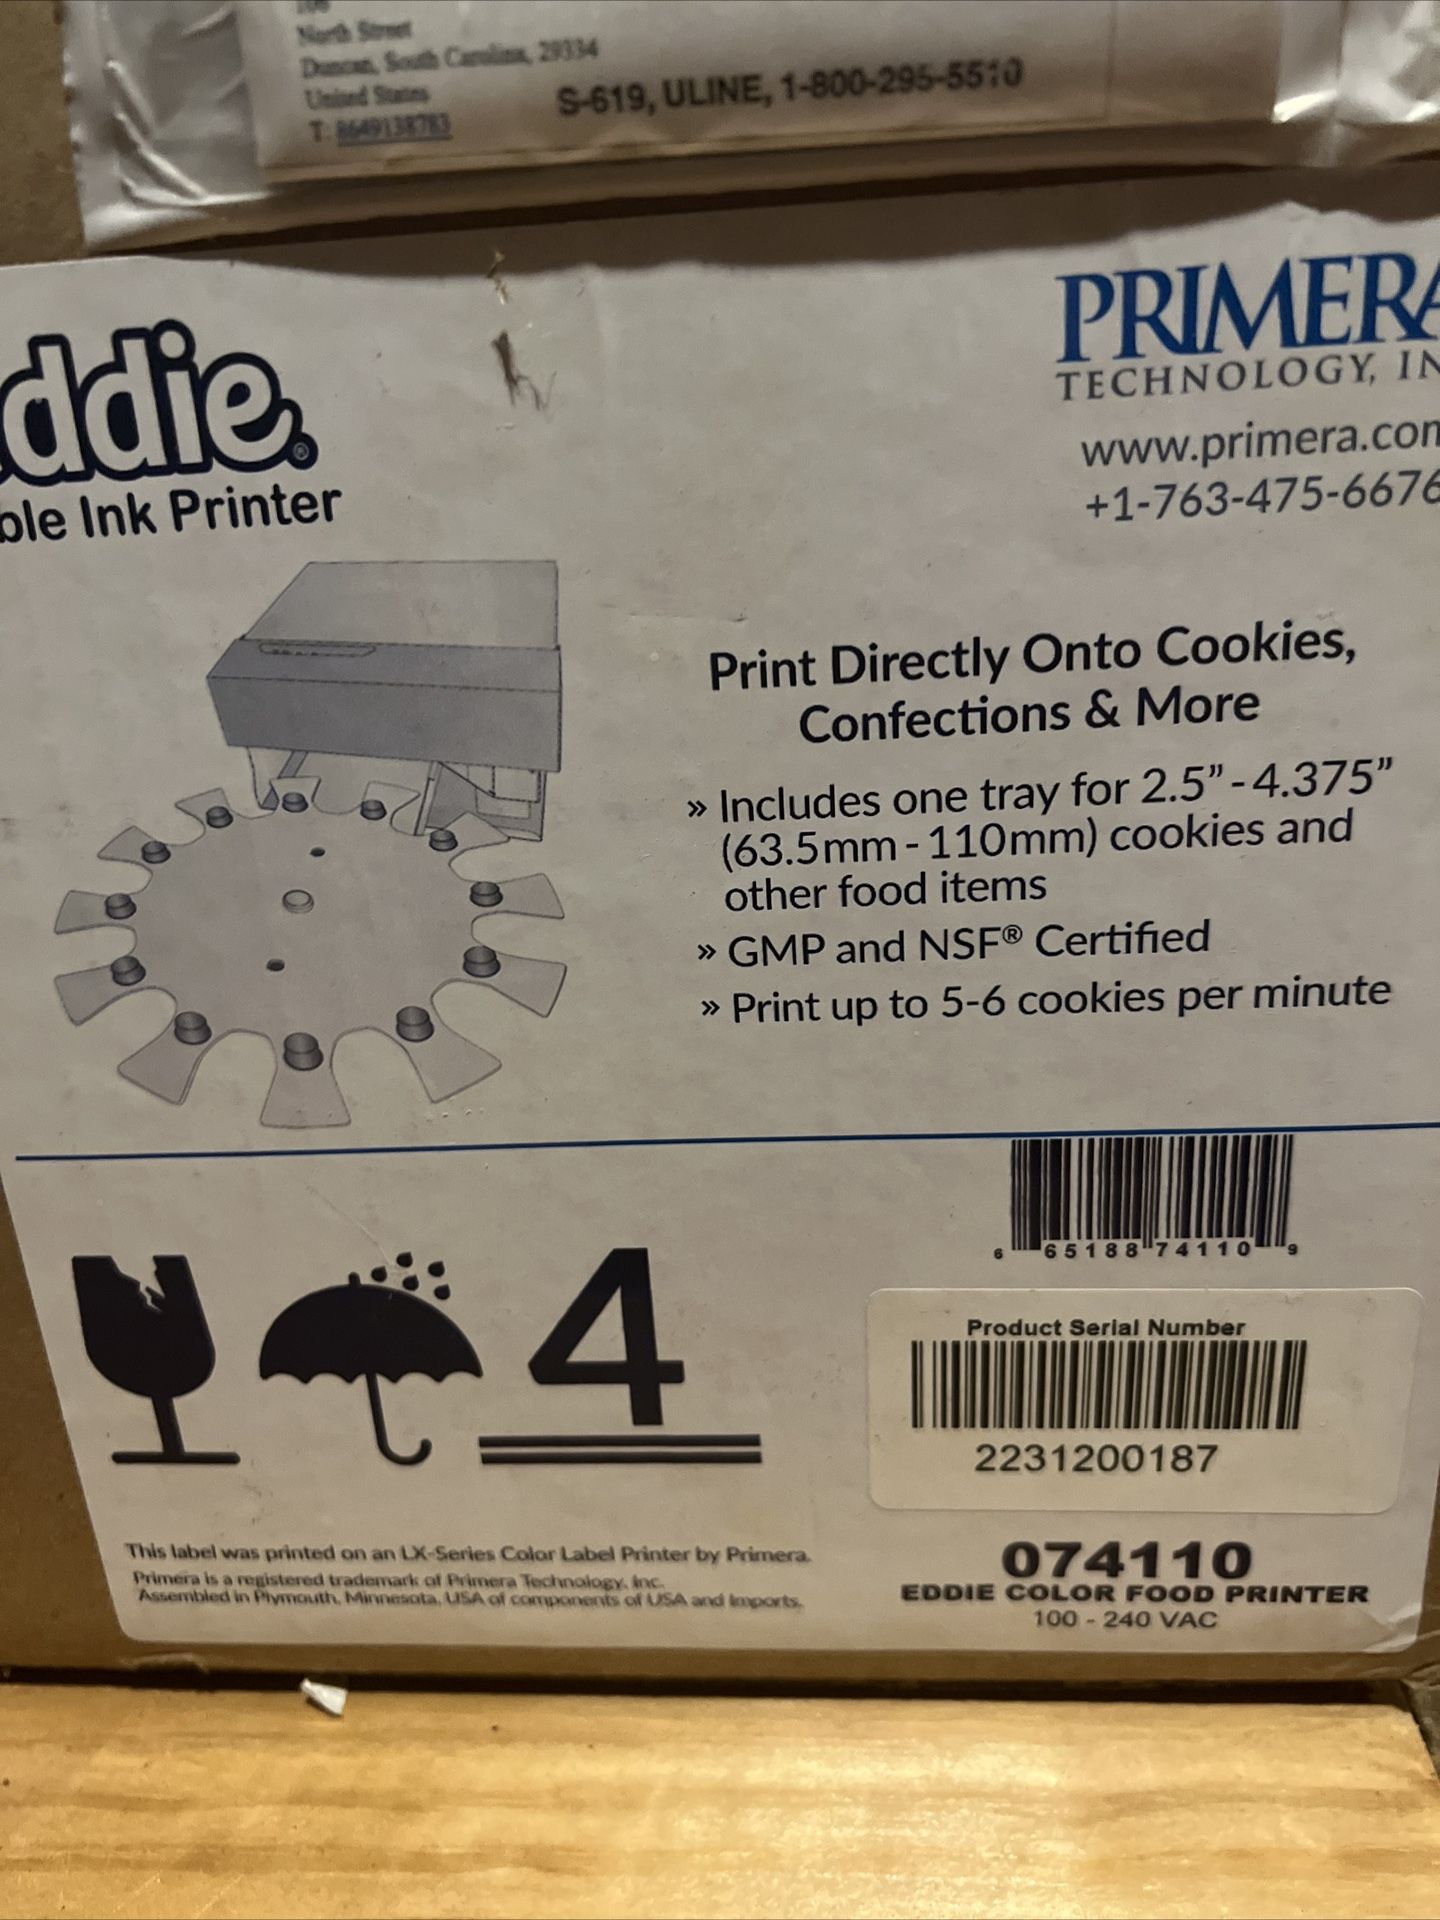 North Street
Duncan, South Carolina, 29334
United States
T: 8649138783
S-619, ULINE, 1-800-295-5510
ddie.®
ble Ink Printer
PRIMERA
TECHNOLOGY, IN
www.primera.com
+1-763-475-6676
Print Directly Onto Cookies,
Confections & More
» Includes one tray for 2.5” - 4.375”
(63.5mm - 110mm) cookies and
other food items
» GMP and NSF® Certified
» Print up to 5-6 cookies per minute
6 65188 74110 9
4
Product Serial Number
2231200187
This label was printed on an LX-Series Color Label Printer by Primera.
Primera is a registered trademark of Primera Technology, Inc.
Assembled in Plymouth, Minnesota, USA of components of USA and Imports.
074110
EDDIE COLOR FOOD PRINTER
100 - 240 VAC